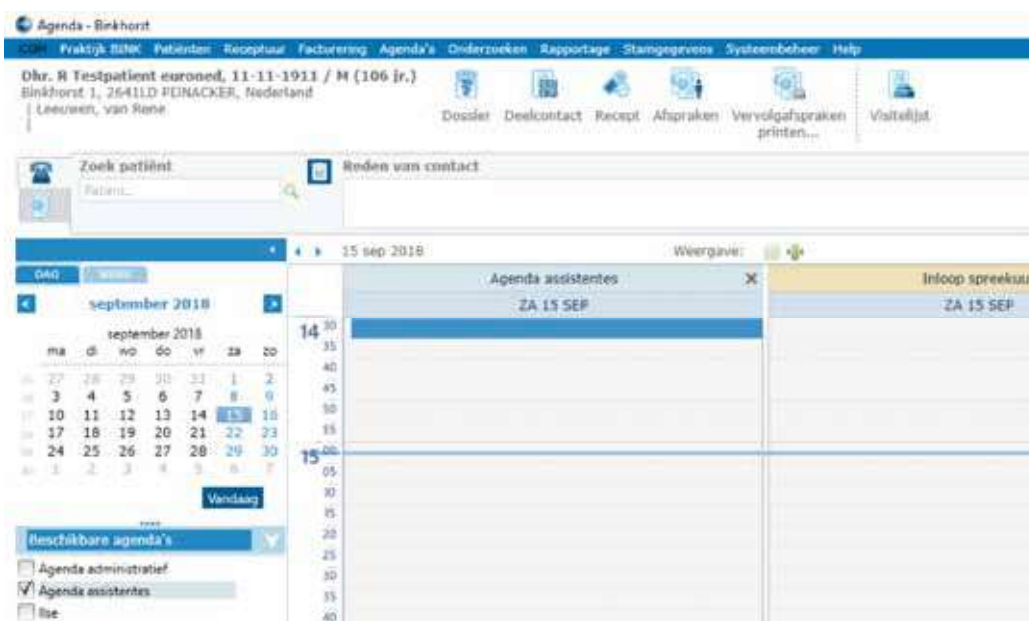 Agenda - Binkhorst
Praktijk BINK Patiënten Receptuur Facturering Agenda's Onderzoeken Rapportage Stamgegevens Systeembeheer Help
Dhr. R Testpatient euroned, 11-11-1911 / M (106 jr.)
Binkhorst 1, 2641LD PIJNACKER, Nederland
Leeuwen, van Rene
Dossier Deelcontact Recept Afspraken Vervolgafspraken printen... Visitelijst
Zoek patiënt
Reden van contact
Patiënt...
15 sep 2018
Weergave:
DAG WEEK
Agenda assistentes
Inloop spreekuu
september 2018
ZA 15 SEP
ZA 15 SEP
september 2018
ma di wo do vr za zo
27 28 29 30 31 1 2
3 4 5 6 7 8 9
10 11 12 13 14 15 16
17 18 19 20 21 22 23
24 25 26 27 28 29 30
1 2 3 4 5 6 7
Vandaag
Beschikbare agenda's
Agenda administratief
Agenda assistentes
Ilse
14 30
35
40
45
50
55
15 00
05
10
15
20
25
30
35
40